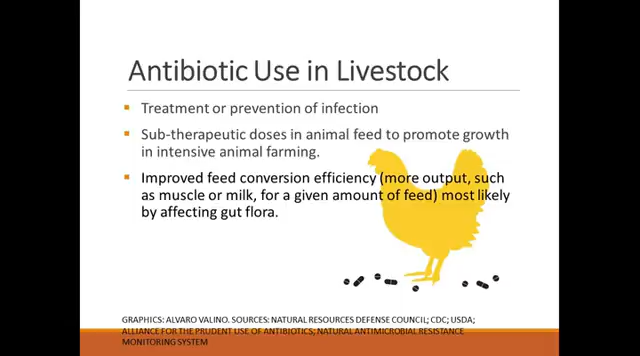 Antibiotic Use in Livestock
Treatment or prevention of infection
Sub-therapeutic doses in animal feed to promote growth
in intensive animal farming.
Improved feed conversion efficiency (more output, such
as muscle or milk, for a given amount of feed) most likely
by affecting gut flora.
GRAPHICS: ALVARO VALINO. SOURCES: NATURAL RESOURCES DEFENSE COUNCIL; CDC; USDA;
ALLIANCE FOR THE PRUDENT USE OF ANTIBIOTICS; NATURAL ANTIMICROBIAL RESISTANCE
MONITORING SYSTEM